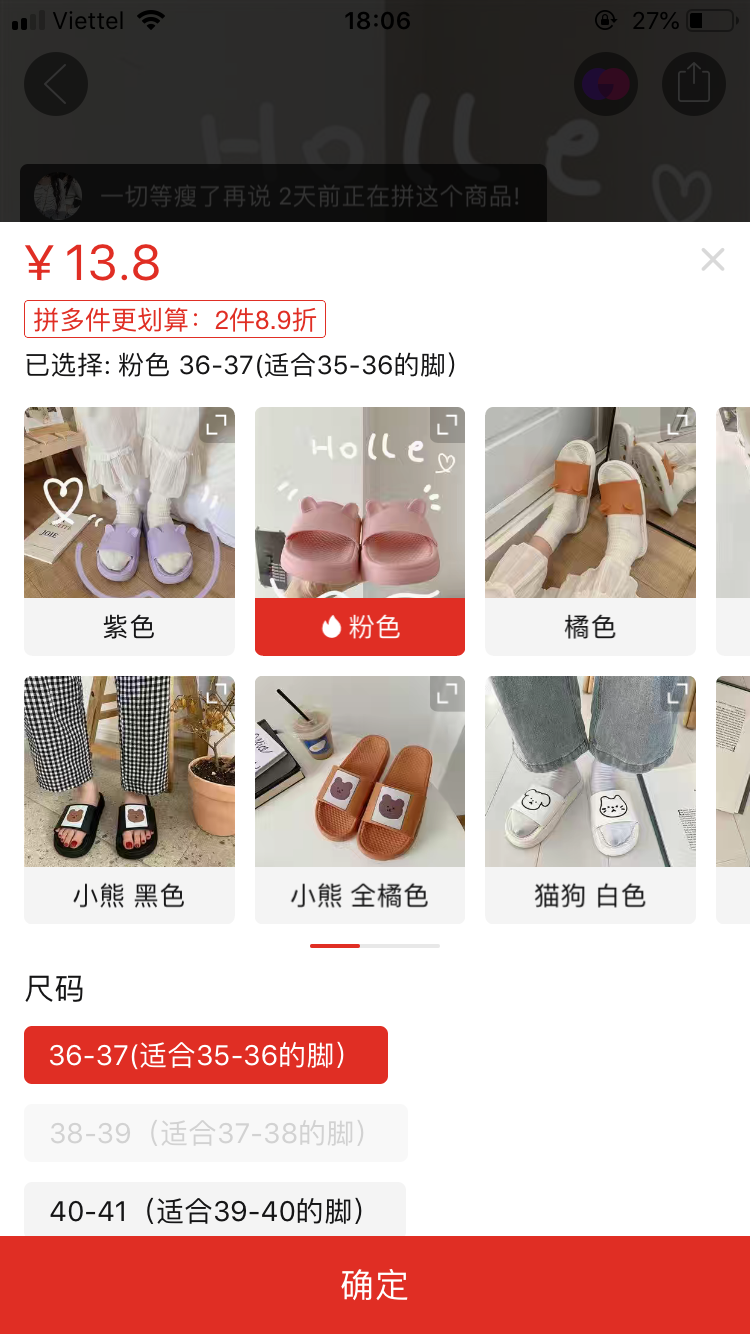 Viettel 18:06 27%
Holle
一切等瘦了再说 2天前正在拼这个商品!
¥ 13.8
拼多件更划算：2件8.9折
已选择: 粉色 36-37(适合35-36的脚）
JOIE
Holle
紫色
粉色
橘色
小熊 黑色
小熊 全橘色
猫狗 白色
尺码
36-37(适合35-36的脚）
38-39（适合37-38的脚）
40-41（适合39-40的脚）
确定